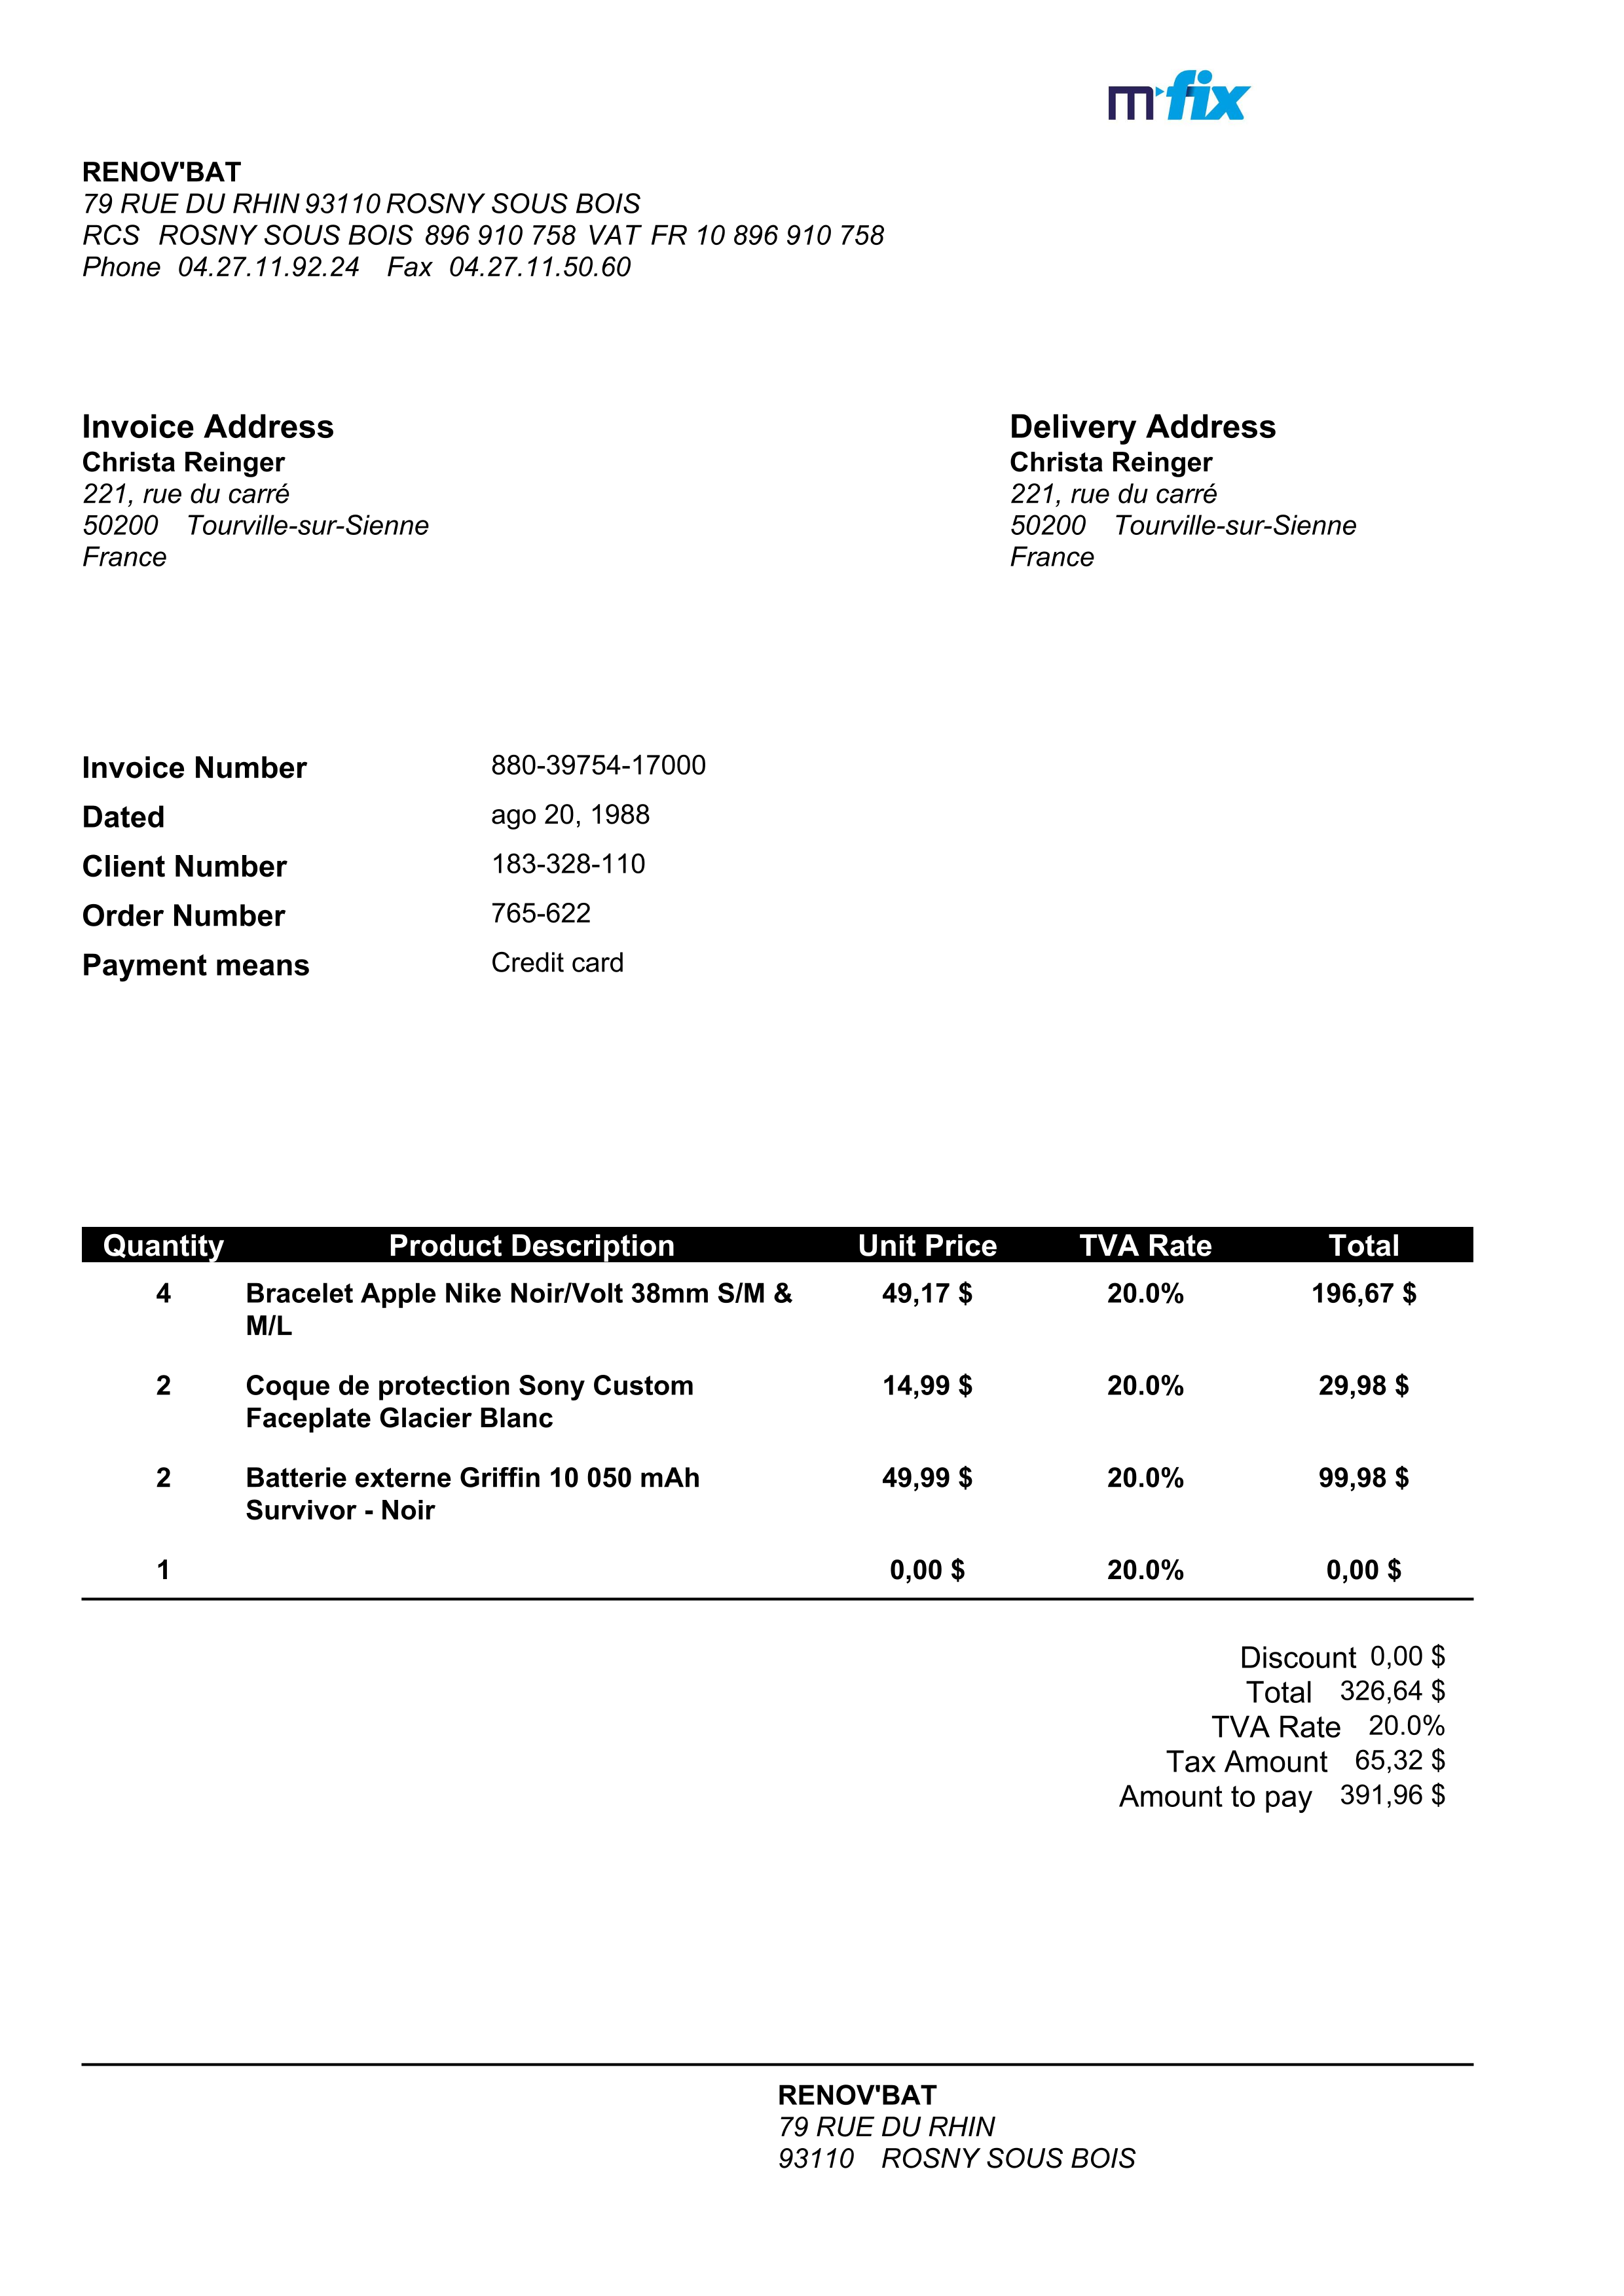 m fix
RENOV'BAT
79 RUE DU RHIN 93110 ROSNY SOUS BOIS
RCS ROSNY SOUS BOIS 896 910 758 VAT FR 10 896 910 758
Phone 04.27.11.92.24 Fax 04.27.11.50.60
Invoice Address
Christa Reinger
221, rue du carré
50200 Tourville-sur-Sienne
France
Delivery Address
Christa Reinger
221, rue du carré
50200 Tourville-sur-Sienne
France
Invoice Number 880-39754-17000
Dated ago 20, 1988
Client Number 183-328-110
Order Number 765-622
Payment means Credit card
Quantity Product Description Unit Price TVA Rate Total
4 Bracelet Apple Nike Noir/Volt 38mm S/M & 49,17 $ 20.0% 196,67 $
M/L
2 Coque de protection Sony Custom 14,99 $ 20.0% 29,98 $
Faceplate Glacier Blanc
2 Batterie externe Griffin 10 050 mAh 49,99 $ 20.0% 99,98 $
Survivor - Noir
1 0,00 $ 20.0% 0,00 $
Discount 0,00 $
Total 326,64 $
TVA Rate 20.0%
Tax Amount 65,32 $
Amount to pay 391,96 $
RENOV'BAT
79 RUE DU RHIN
93110 ROSNY SOUS BOIS